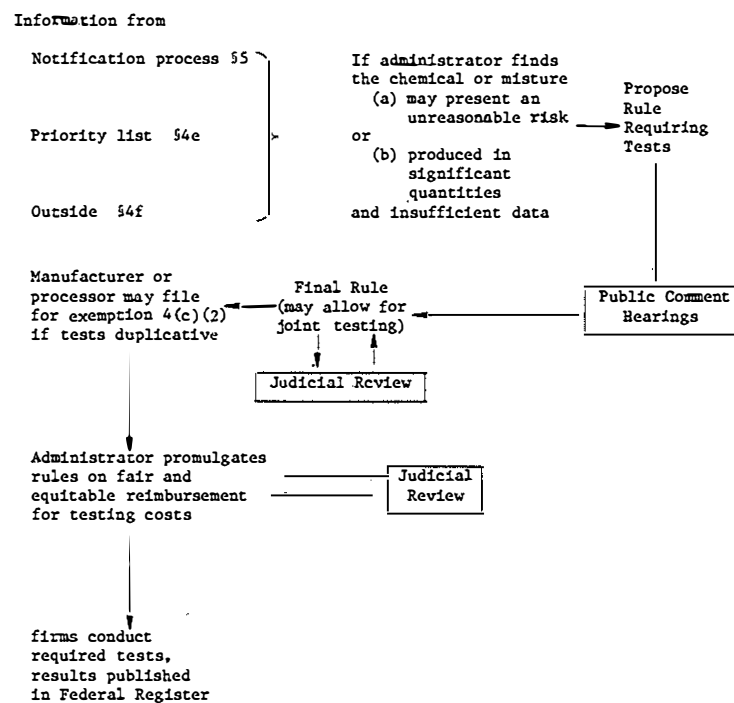 Information from
Notification process §5
Priority list §4e
Outside §4f
If administrator finds
the chemical or misture
(a) may present an
unreasonable risk
or
(b) produced in
significant
quantities
and insufficient data
Propose
Rule
Requiring
Tests
Public Comment
Hearings
Final Rule
(may allow for
joint testing)
Judicial Review
Manufacturer or
processor may file
for exemption 4(c)(2)
if tests duplicative
Administrator promulgates
rules on fair and
equitable reimbursement
for testing costs
Judicial
Review
firms conduct
required tests,
results published
in Federal Register